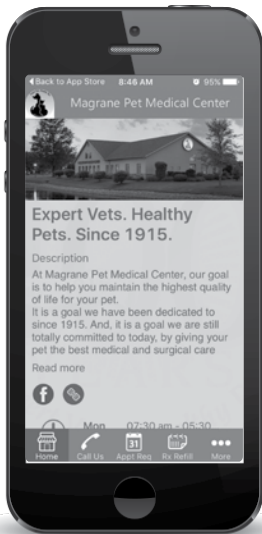 Back to App Store 8:46 AM 95%
Magrane Pet Medical Center
Expert Vets. Healthy
Pets. Since 1915.
Description
At Magrane Pet Medical Center, our goal
is to help you maintain the highest quality
of life for your pet.
It is a goal we have been dedicated to
since 1915. And, it is a goal we are still
totally committed to today, by giving your
pet the best medical and surgical care
Read more
f
Mon 07:30 am - 05:30
31
Home Call Us Appt Req Rx Refill More